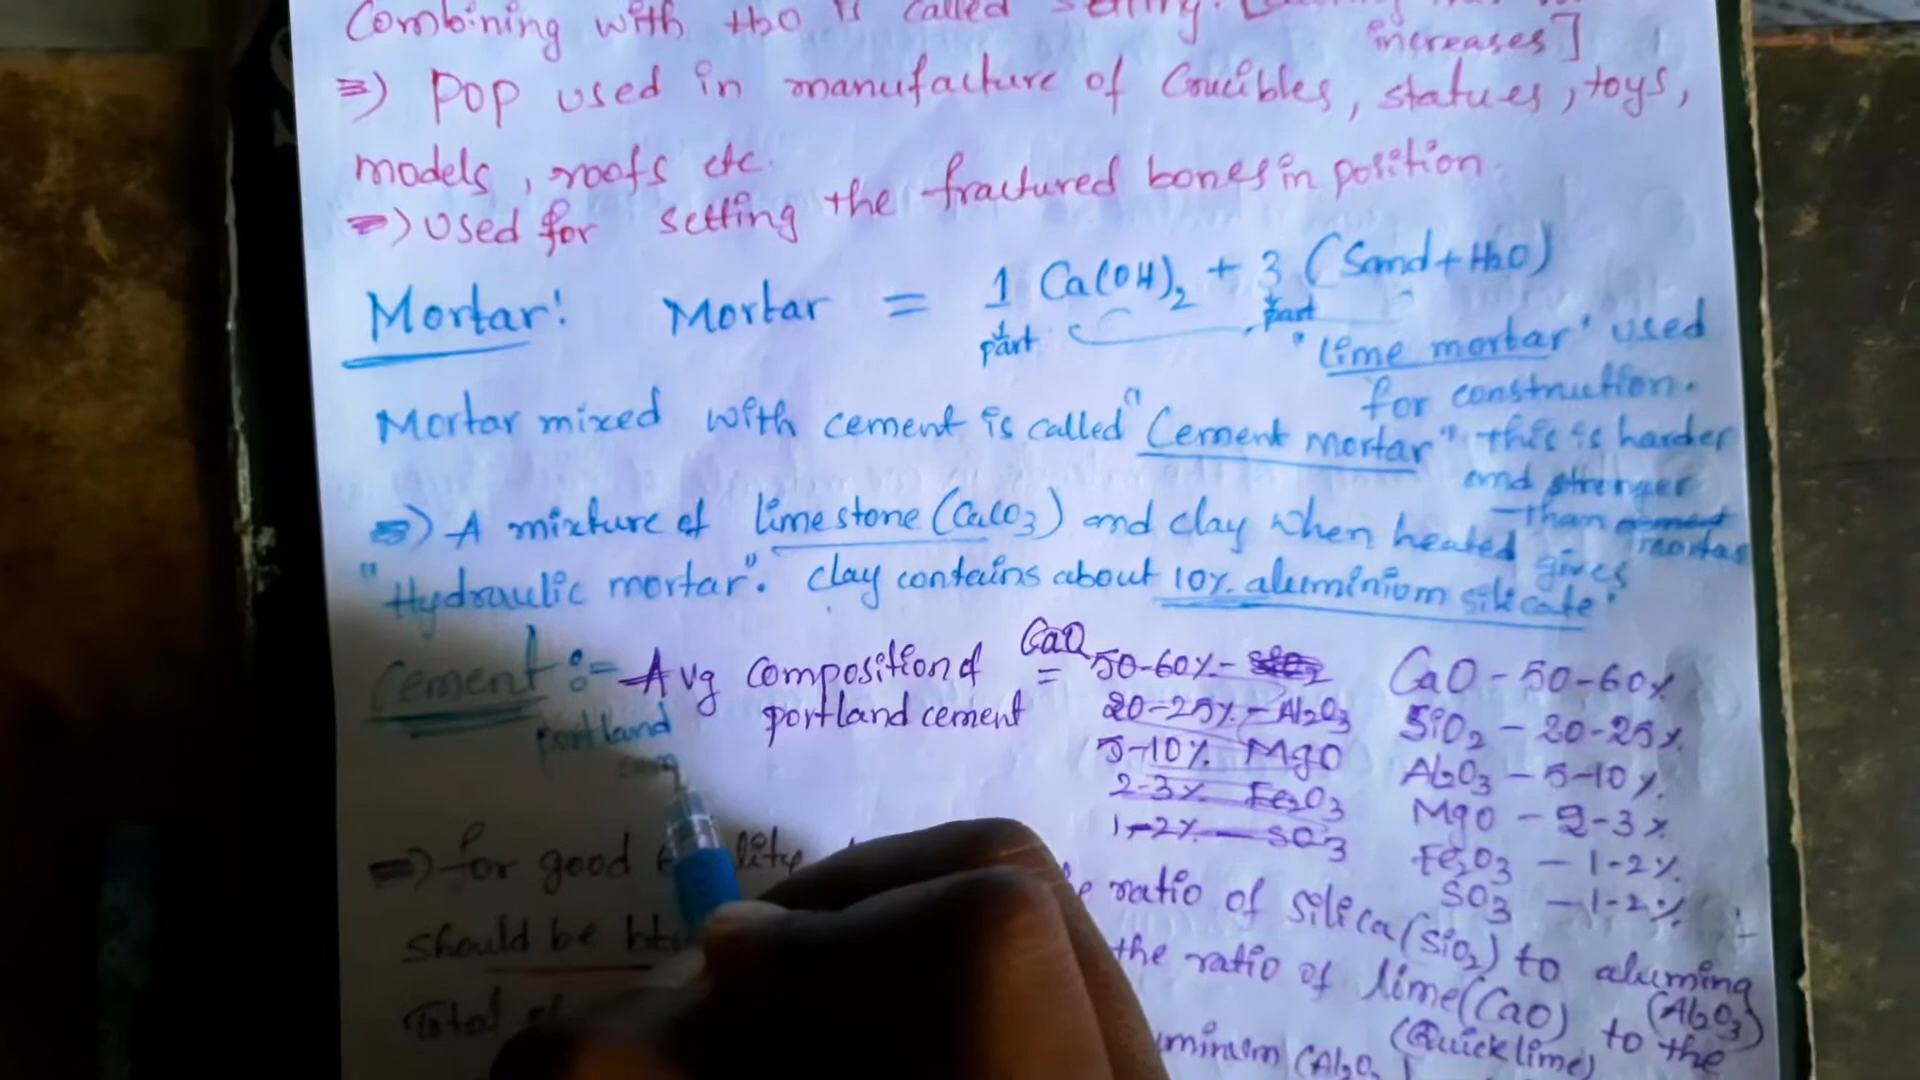 Combining with H2O is called setting.
increases]
=) POP used in manufacture of Crucibles, statues, toys,
models, roofs etc.
=) Used for setting the fractured bones in position.
Mortar! Mortar = 1 Ca(OH)2 + 3 (Sand + H2O)
part part
"lime mortar" used
for construction.
Mortar mixed with cement is called "Cement mortar" this is harder
and stronger
than cement
mortar
=) A mixture of lime stone (CaCO3) and clay when heated gives
"Hydraulic mortar". clay contains about 10% aluminium silicate"
Cement :- Avg composition of portland cement = CaO 50-60% -
portland
20-25% - Al2O3
5-10% MgO
2-3% Fe2O3
1-2% - SO3
CaO - 50-60%
SiO2 - 20-25%
Al2O3 - 5-10%
MgO - 2-3%
Fe2O3 - 1-2%
SO3 - 1-2%
=) for good ratio of silica (SiO2) to alumina
(Al2O3)
should be the ratio of lime (CaO) to the
(Quick lime)
Total (Al2O3